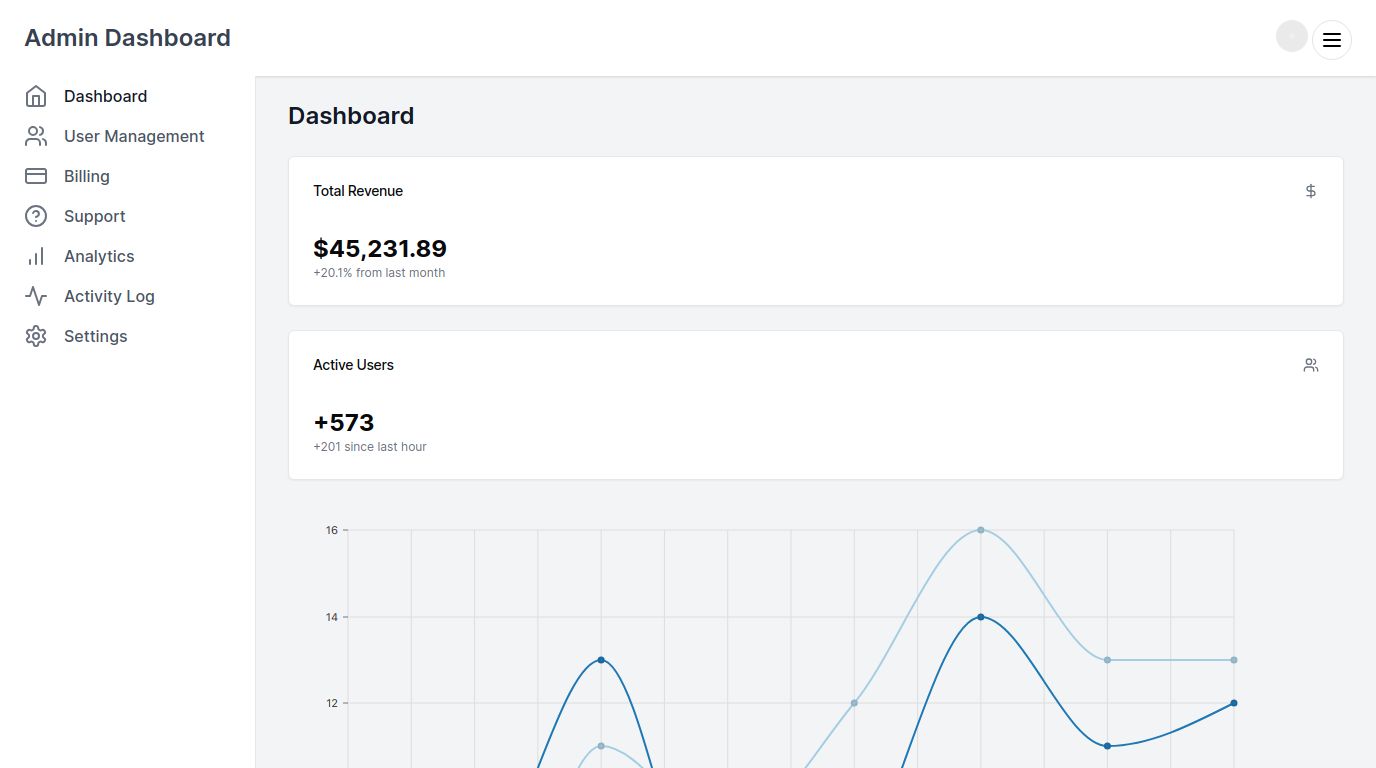 Admin Dashboard
Dashboard
User Management
Billing
Support
Analytics
Activity Log
Settings
Dashboard
Total Revenue
$45,231.89
+20.1% from last month
Active Users
+573
+201 since last hour
16
14
12